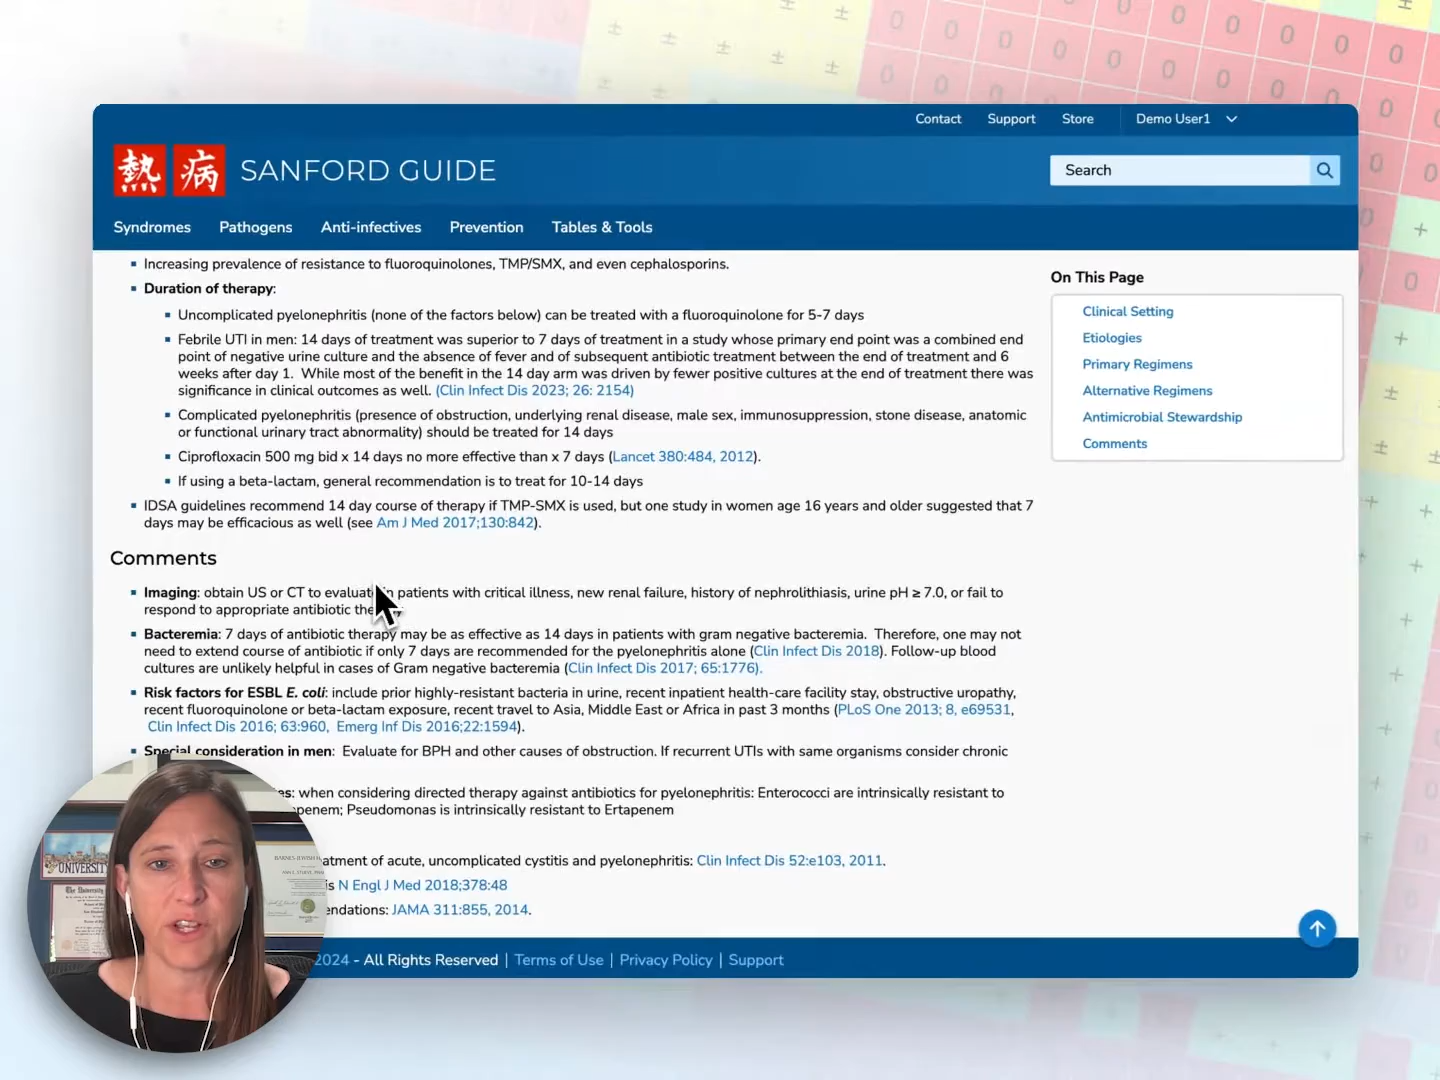 Contact Support Store Demo User1
熱病 SANFORD GUIDE
Search
Syndromes Pathogens Anti-infectives Prevention Tables & Tools
Increasing prevalence of resistance to fluoroquinolones, TMP/SMX, and even cephalosporins.
Duration of therapy:
Uncomplicated pyelonephritis (none of the factors below) can be treated with a fluoroquinolone for 5-7 days
Febrile UTI in men: 14 days of treatment was superior to 7 days of treatment in a study whose primary end point was a combined end
point of negative urine culture and the absence of fever and of subsequent antibiotic treatment between the end of treatment and 6
weeks after day 1. While most of the benefit in the 14 day arm was driven by fewer positive cultures at the end of treatment there was
significance in clinical outcomes as well. (Clin Infect Dis 2023; 26: 2154)
Complicated pyelonephritis (presence of obstruction, underlying renal disease, male sex, immunosuppression, stone disease, anatomic
or functional urinary tract abnormality) should be treated for 14 days
Ciprofloxacin 500 mg bid x 14 days no more effective than x 7 days (Lancet 380:484, 2012).
If using a beta-lactam, general recommendation is to treat for 10-14 days
IDSA guidelines recommend 14 day course of therapy if TMP-SMX is used, but one study in women age 16 years and older suggested that 7
days may be efficacious as well (see Am J Med 2017;130:842).
Comments
Imaging: obtain US or CT to evaluate in patients with critical illness, new renal failure, history of nephrolithiasis, urine pH ≥ 7.0, or fail to
respond to appropriate antibiotic
Bacteremia: 7 days of antibiotic therapy may be as effective as 14 days in patients with gram negative bacteremia. Therefore, one may not
need to extend course of antibiotic if only 7 days are recommended for the pyelonephritis alone (Clin Infect Dis 2018). Follow-up blood
cultures are unlikely helpful in cases of Gram negative bacteremia (Clin Infect Dis 2017; 65:1776).
Risk factors for ESBL E. coli: include prior highly-resistant bacteria in urine, recent inpatient health-care facility stay, obstructive uropathy,
recent fluoroquinolone or beta-lactam exposure, recent travel to Asia, Middle East or Africa in past 3 months (PLoS One 2013; 8, e69531,
Clin Infect Dis 2016; 63:960, Emerg Inf Dis 2016;22:1594).
Special consideration in men: Evaluate for BPH and other causes of obstruction. If recurrent UTIs with same organisms consider chronic
es: when considering directed therapy against antibiotics for pyelonephritis: Enterococci are intrinsically resistant to
penem; Pseudomonas is intrinsically resistant to Ertapenem
atment of acute, uncomplicated cystitis and pyelonephritis: Clin Infect Dis 52:e103, 2011.
is N Engl J Med 2018;378:48
endations: JAMA 311:855, 2014.
2024 - All Rights Reserved | Terms of Use | Privacy Policy | Support
On This Page
Clinical Setting
Etiologies
Primary Regimens
Alternative Regimens
Antimicrobial Stewardship
Comments
UNIVERSITY